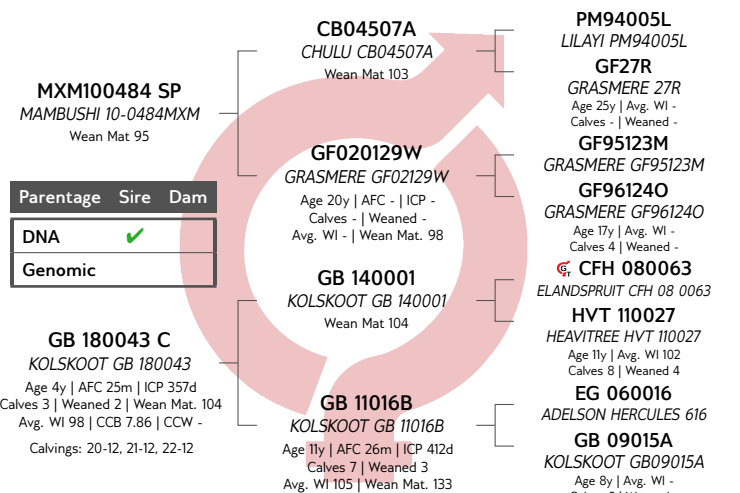 MXM100484 SP
MAMBUSHI 10-0484MXM
Wean Mat 95
Parentage Sire Dam
DNA ✔
Genomic
GB 180043 C
KOLSKOOT GB 180043
Age 4y | AFC 25m | ICP 357d
Calves 3 | Weaned 2 | Wean Mat. 104
Avg. WI 98 | CCB 7.86 | CCW -
Calvings: 20-12, 21-12, 22-12
CB04507A
CHULU CB04507A
Wean Mat 103
GF020129W
GRASMERE GF02129W
Age 20y | AFC - | ICP -
Calves - | Weaned -
Avg. WI - | Wean Mat. 98
GB 140001
KOLSKOOT GB 140001
Wean Mat 104
GB 11016B
KOLSKOOT GB 11016B
Age 11y | AFC 26m | ICP 412d
Calves 7 | Weaned 3
Avg. WI 105 | Wean Mat. 133
PM94005L
LILAYI PM94005L
GF27R
GRASMERE 27R
Age 25y | Avg. WI -
Calves - | Weaned -
GF95123M
GRASMERE GF95123M
GF96124O
GRASMERE GF96124O
Age 17y | Avg. WI -
Calves 4 | Weaned -
CFH 080063
ELANDSPRUIT CFH 08 0063
HVT 110027
HEAVITREE HVT 110027
Age 11y | Avg. WI 102
Calves 8 | Weaned 4
EG 060016
ADELSON HERCULES 616
GB 09015A
KOLSKOOT GB09015A
Age 8y | Avg. WI -